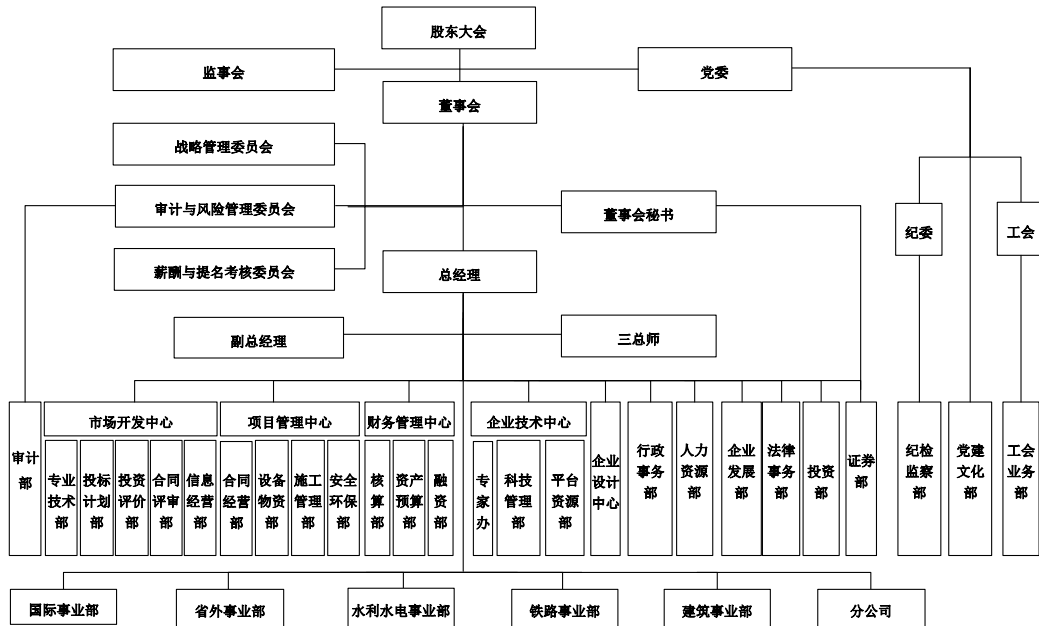 股东大会
监事会
党委
董事会
战略管理委员会
审计与风险管理委员会
董事会秘书
纪委
工会
薪酬与提名考核委员会
总经理
副总经理
三总师
审计部
市场开发中心
专业技术部
投标计划部
投资评价部
合同评审部
信息经营部
项目管理中心
合同经营部
设备物资部
施工管理部
安全环保部
财务管理中心
核算部
资产预算部
融资部
企业技术中心
专家办
科技管理部
平台资源部
企业设计中心
行政事务部
人力资源部
企业发展部
法律事务部
投资部
证券部
纪检监察部
党建文化部
工会业务部
国际事业部
省外事业部
水利水电事业部
铁路事业部
建筑事业部
分公司